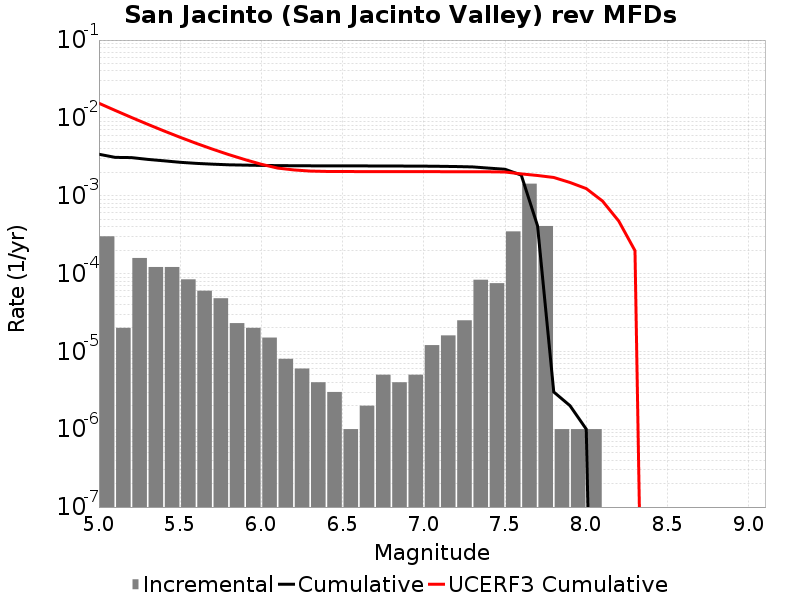 San Jacinto (San Jacinto Valley) rev MFDs
10-1
10-2
10-3
10-4
10-5
10-6
10-7
Rate (1/yr)
5.0 5.5 6.0 6.5 7.0 7.5 8.0 8.5 9.0
Magnitude
Incremental Cumulative UCERF3 Cumulative